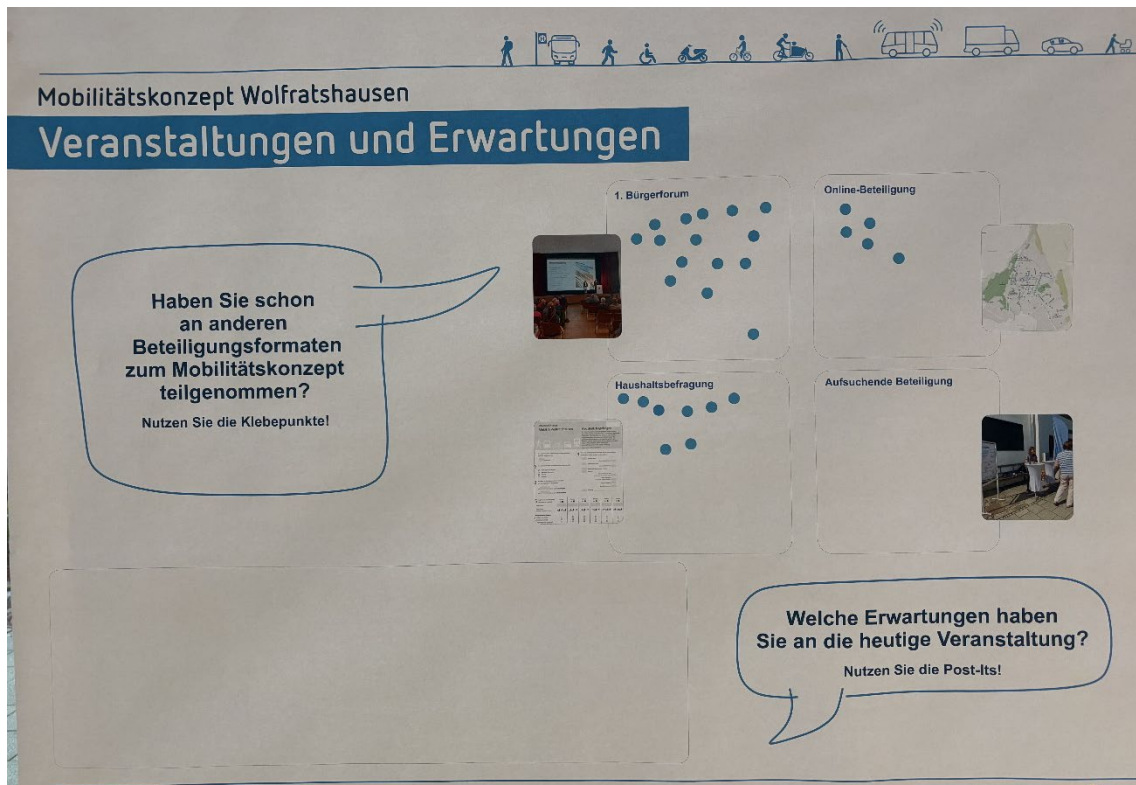 Mobilitätskonzept Wolfratshausen
Veranstaltungen und Erwartungen
Haben Sie schon
an anderen
Beteiligungsformaten
zum Mobilitätskonzept
teilgenommen?
Nutzen Sie die Klebepunkte!
1. Bürgerforum
Online-Beteiligung
Haushaltsbefragung
Aufsuchende Beteiligung
Welche Erwartungen haben
Sie an die heutige Veranstaltung?
Nutzen Sie die Post-Its!